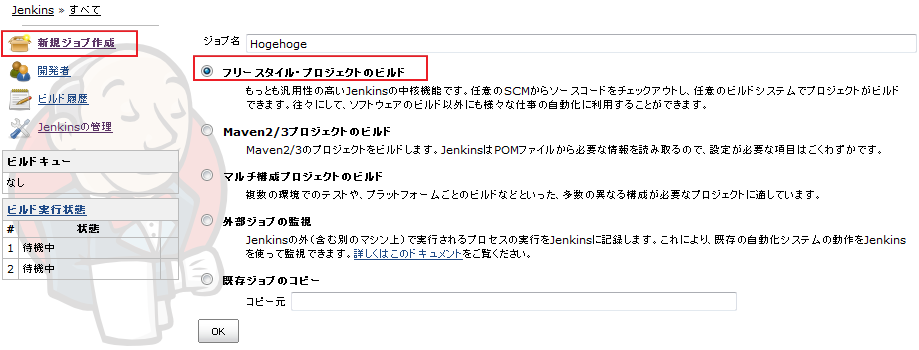 Jenkins » すべて
新規ジョブ作成
開発者
ビルド履歴
Jenkinsの管理
ビルドキュー
なし
ビルド実行状態
# 状態
1 待機中
2 待機中
ジョブ名 Hogehoge
フリースタイル・プロジェクトのビルド
もっとも汎用性の高いJenkinsの中核機能です。任意のSCMからソースコードをチェックアウトし、任意のビルドシステムでプロジェクトがビルド
できます。往々にして、ソフトウェアのビルド以外にも様々な仕事の自動化に利用することができます。
Maven2/3プロジェクトのビルド
Maven2/3のプロジェクトをビルドします。JenkinsはPOMファイルから必要な情報を読み取るので、設定が必要な項目はごくわずかです。
マルチ構成プロジェクトのビルド
複数の環境でのテストや、プラットフォームごとのビルドなどといった、多数の異なる構成が必要なプロジェクトに適しています。
外部ジョブの監視
Jenkinsの外(含む別のマシン上)で実行されるプロセスの実行をJenkinsに記録します。これにより、既存の自動化システムの動作をJenkins
を使って監視できます。詳しくはこのドキュメントをご覧ください。
既存ジョブのコピー
コピー元
OK